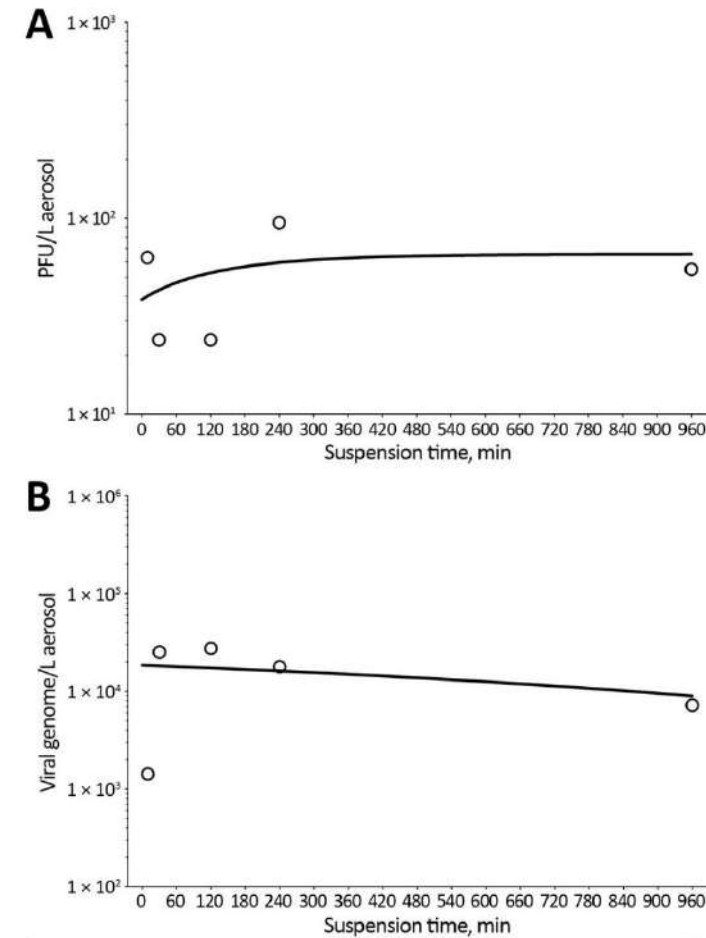 A
1 × 10³
1 × 10²
1 × 10¹
PFU/L aerosol
0 60 120 180 240 300 360 420 480 540 600 660 720 780 840 900 960
Suspension time, min
B
1 × 10⁶
1 × 10⁵
1 × 10⁴
1 × 10³
1 × 10²
Viral genome/L aerosol
0 60 120 180 240 300 360 420 480 540 600 660 720 780 840 900 960
Suspension time, min